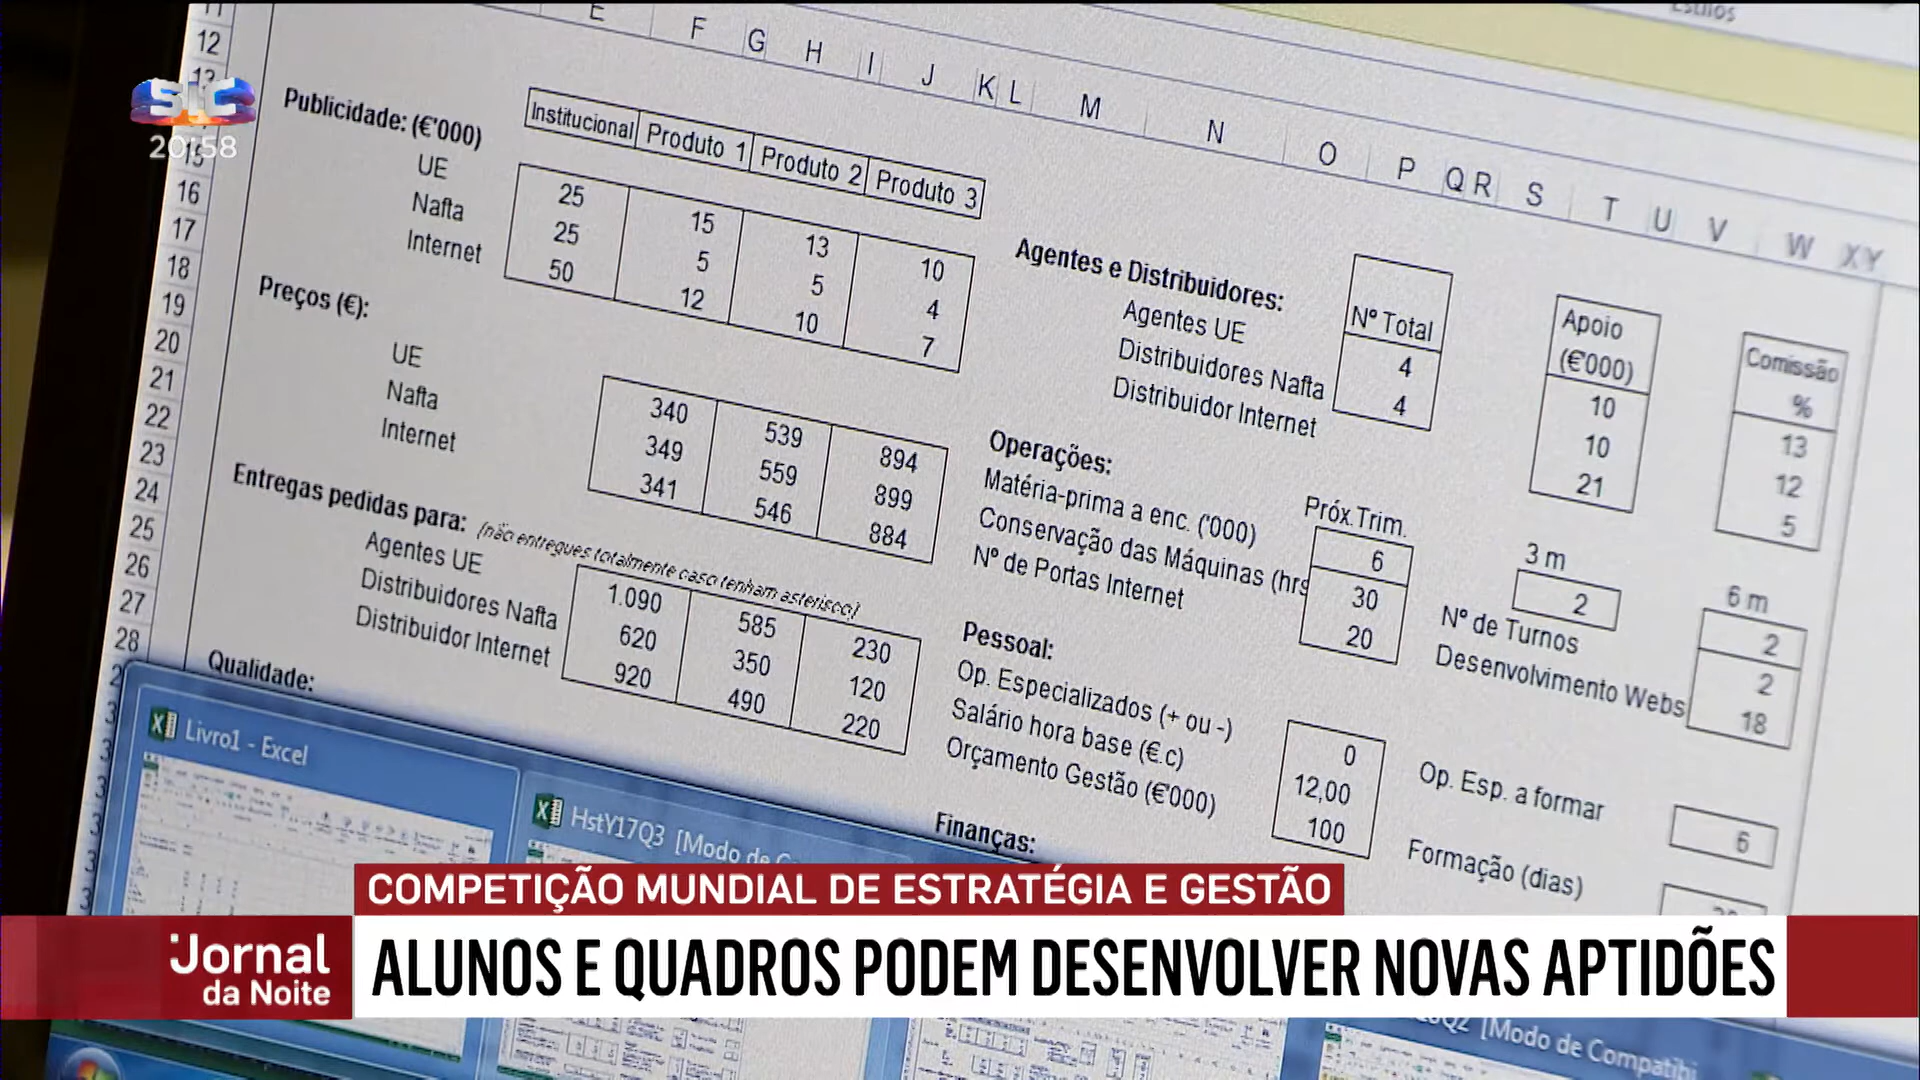 E F G H I J K L M N O P Q R S T U V W X Y
12
13
15
16
17
18
19
20
21
22
23
24
25
26
27
28
SIC
20:58
Publicidade: (€'000)
Institucional Produto 1 Produto 2 Produto 3
UE 25 15 13 10
Nafta 25 5 5 4
Internet 50 12 10 7
Preços (€):
UE 340 539 894
Nafta 349 559 899
Internet 341 546 884
Entregas pedidas para: (não entregues totalmente caso tenham asterisco)
Agentes UE 1.090 585 230
Distribuidores Nafta 620 350 120
Distribuidor Internet 920 490 220
Qualidade:
Agentes e Distribuidores:
Nº Total
Apoio
(€'000)
Comissão
%
Agentes UE 4 10 13
Distribuidores Nafta 4 10 12
Distribuidor Internet 21 5
Operações:
Próx.Trim.
3 m
6 m
Matéria-prima a enc. ('000) 6 2 2
Conservação das Máquinas (hrs 30 Nº de Turnos 2
Nº de Portas Internet 20 Desenvolvimento Webs 18
Pessoal:
Op. Especializados (+ ou -) 0 Op. Esp. a formar 6
Salário hora base (€.c) 12,00 Formação (dias)
Orçamento Gestão (€'000) 100
Finanças:
Livro1 - Excel
HstY17Q3 [Modo de
[Modo de Compatibi
COMPETIÇÃO MUNDIAL DE ESTRATÉGIA E GESTÃO
Jornal
da Noite
ALUNOS E QUADROS PODEM DESENVOLVER NOVAS APTIDÕES